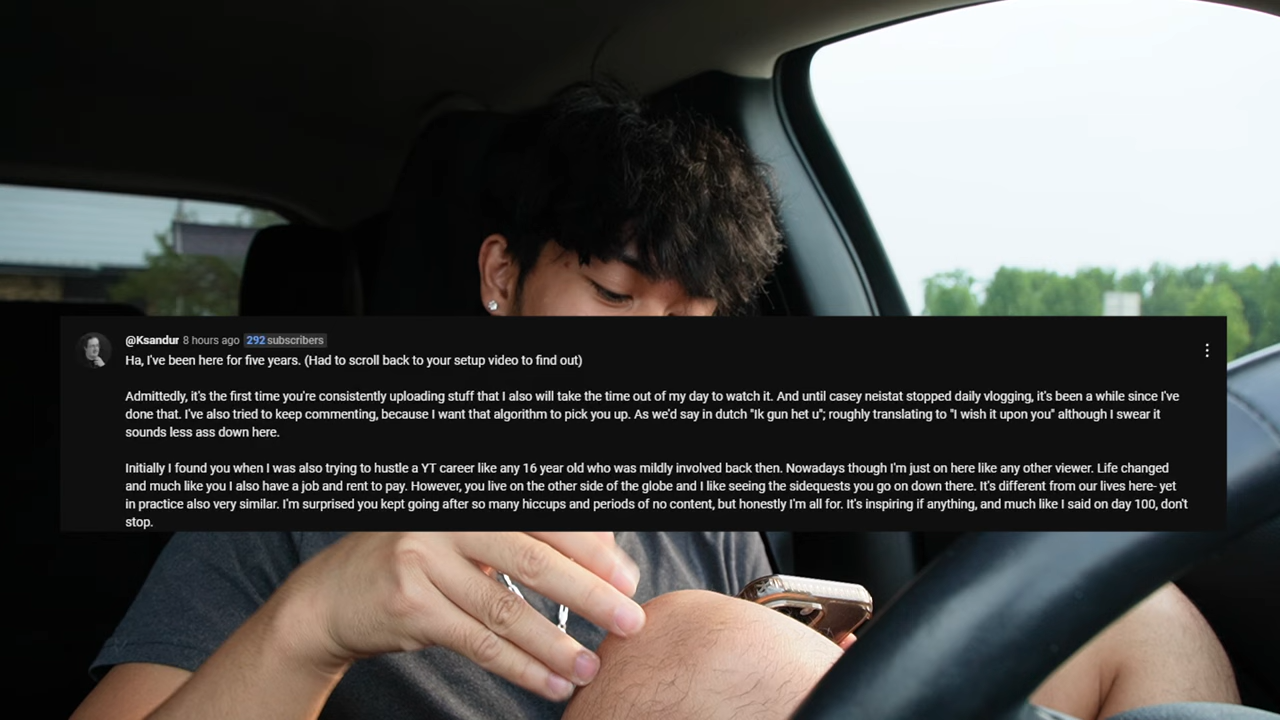 @Ksandur 8 hours ago 292 subscribers
Ha, I've been here for five years. (Had to scroll back to your setup video to find out)
Admittedly, it's the first time you're consistently uploading stuff that I also will take the time out of my day to watch it. And until casey neistat stopped daily vlogging, it's been a while since I've
done that. I've also tried to keep commenting, because I want that algorithm to pick you up. As we'd say in dutch "Ik gun het u"; roughly translating to "I wish it upon you" although I swear it
sounds less ass down here.
Initially I found you when I was also trying to hustle a YT career like any 16 year old who was mildly involved back then. Nowadays though I'm just on here like any other viewer. Life changed
and much like you I also have a job and rent to pay. However, you live on the other side of the globe and I like seeing the sidequests you go on down there. It's different from our lives here- yet
in practice also very similar. I'm surprised you kept going after so many hiccups and periods of no content, but honestly I'm all for. It's inspiring if anything, and much like I said on day 100, don't
stop.